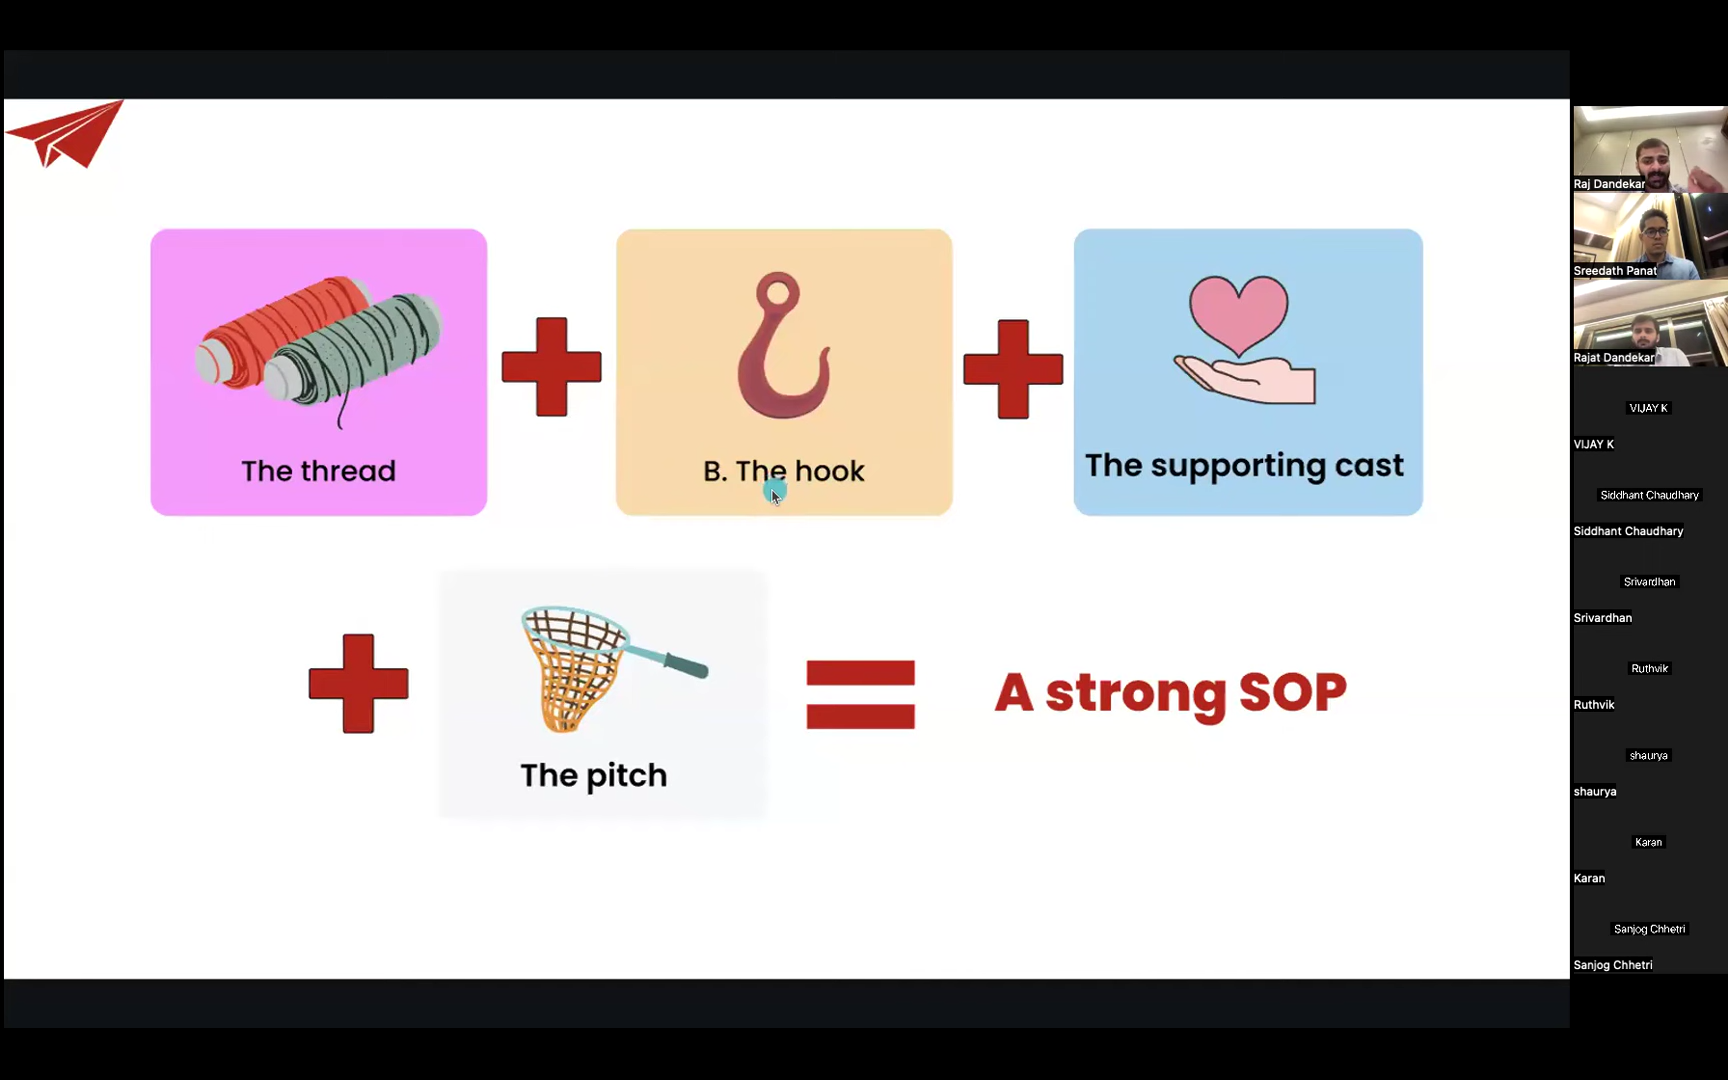 The thread
B. The hook
The supporting cast
The pitch
A strong SOP
Raj Dandekar
Sreedath Panat
Rajat Dandekar
VIJAY K
VIJAY K
Siddhant Chaudhary
Siddhant Chaudhary
Srivardhan
Srivardhan
Ruthvik
Ruthvik
shaurya
shaurya
Karan
Karan
Sanjog Chhetri
Sanjog Chhetri